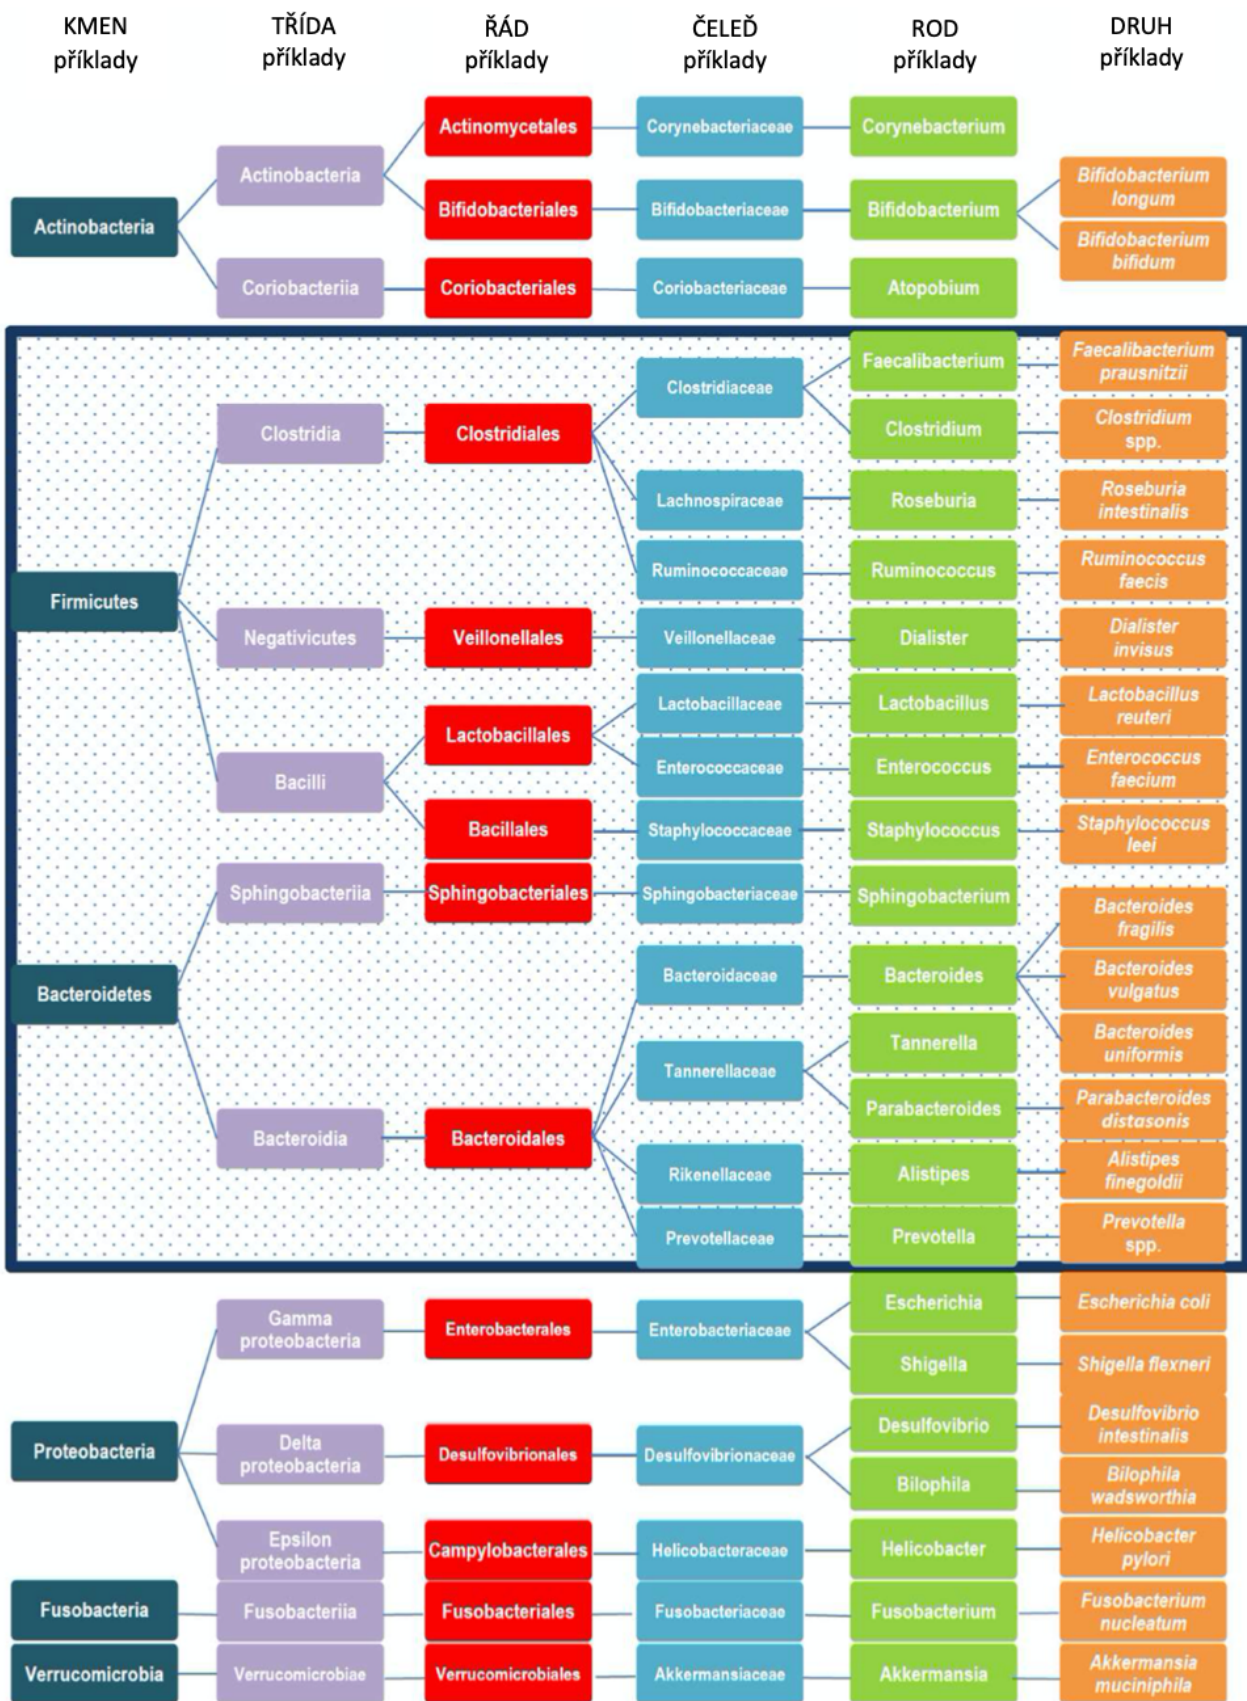 KMEN
příklady
TŘÍDA
příklady
ŘÁD
příklady
ČELEĎ
příklady
ROD
příklady
DRUH
příklady
Actinobacteria
Actinobacteria
Actinomycetales
Corynebacteriaceae
Corynebacterium
Bifidobacteriales
Bifidobacteriaceae
Bifidobacterium
Bifidobacterium
longum
Bifidobacterium
bifidum
Coriobacteriia
Coriobacteriales
Coriobacteriaceae
Atopobium
Firmicutes
Clostridia
Clostridiales
Clostridiaceae
Faecalibacterium
Faecalibacterium
prausnitzii
Clostridium
Clostridium
spp.
Lachnospiraceae
Roseburia
Roseburia
intestinalis
Ruminococcaceae
Ruminococcus
Ruminococcus
faecis
Negativicutes
Veillonellales
Veillonellaceae
Dialister
Dialister
invisus
Bacilli
Lactobacillales
Lactobacillaceae
Lactobacillus
Lactobacillus
reuteri
Enterococcaceae
Enterococcus
Enterococcus
faecium
Bacillales
Staphylococcaceae
Staphylococcus
Staphylococcus
leei
Bacteroidetes
Sphingobacteriia
Sphingobacteriales
Sphingobacteriaceae
Sphingobacterium
Bacteroidia
Bacteroidales
Bacteroidaceae
Bacteroides
Bacteroides
fragilis
Bacteroides
vulgatus
Bacteroides
uniformis
Tannerellaceae
Tannerella
Parabacteroides
Parabacteroides
distasonis
Rikenellaceae
Alistipes
Alistipes
finegoldii
Prevotellaceae
Prevotella
Prevotella
spp.
Proteobacteria
Gamma
proteobacteria
Enterobacterales
Enterobacteriaceae
Escherichia
Escherichia coli
Shigella
Shigella flexneri
Delta
proteobacteria
Desulfovibrionales
Desulfovibrionaceae
Desulfovibrio
Desulfovibrio
intestinalis
Bilophila
Bilophila
wadsworthia
Epsilon
proteobacteria
Campylobacterales
Helicobacteraceae
Helicobacter
Helicobacter
pylori
Fusobacteria
Fusobacteriia
Fusobacteriales
Fusobacteriaceae
Fusobacterium
Fusobacterium
nucleatum
Verrucomicrobia
Verrucomicrobiae
Verrucomicrobiales
Akkermansiaceae
Akkermansia
Akkermansia
muciniphila